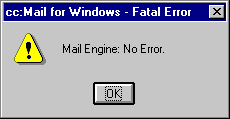 cc:Mail for Windows - Fatal Error
Mail Engine: No Error.
OK